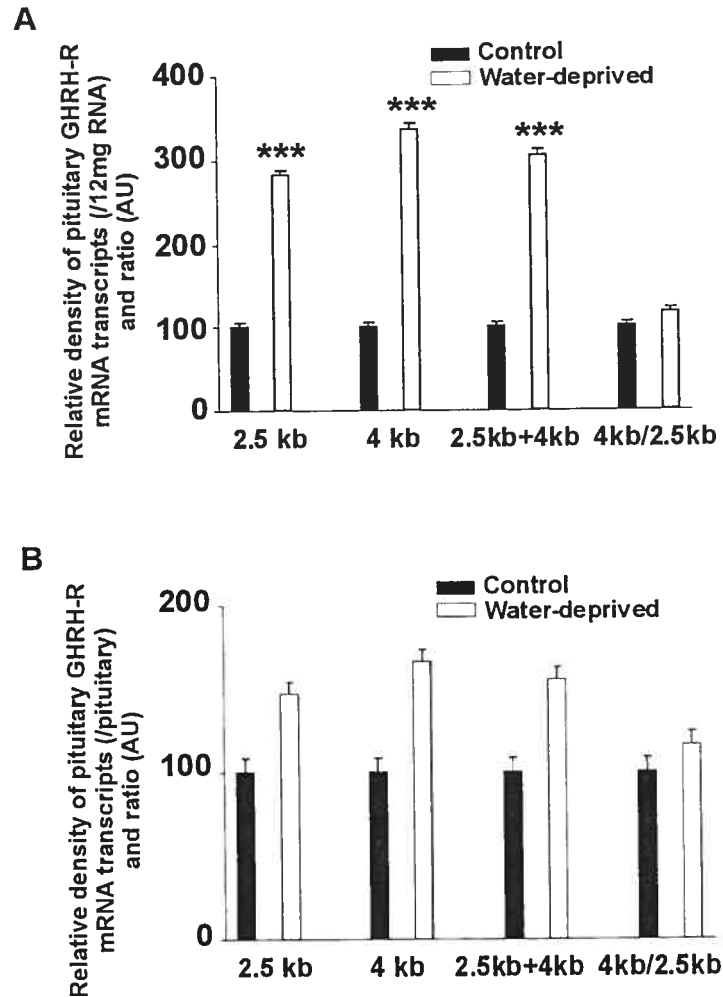 A
Control
Water-deprived
Relative density of pituitary GHRH-R
mRNA transcripts (/12mg RNA)
and ratio (AU)
400
300
200
100
0
***
***
***
2.5 kb
4 kb
2.5kb+4kb
4kb/2.5kb
B
Control
Water-deprived
Relative density of pituitary GHRH-R
mRNA transcripts (/pituitary)
and ratio (AU)
200
100
0
2.5 kb
4 kb
2.5kb+4kb
4kb/2.5kb